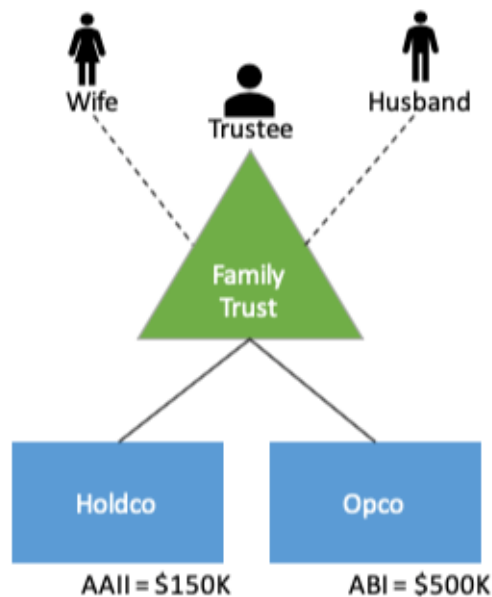 Wife
Trustee
Husband
Family
Trust
Holdco
Opco
AAII = $150K
ABI = $500K